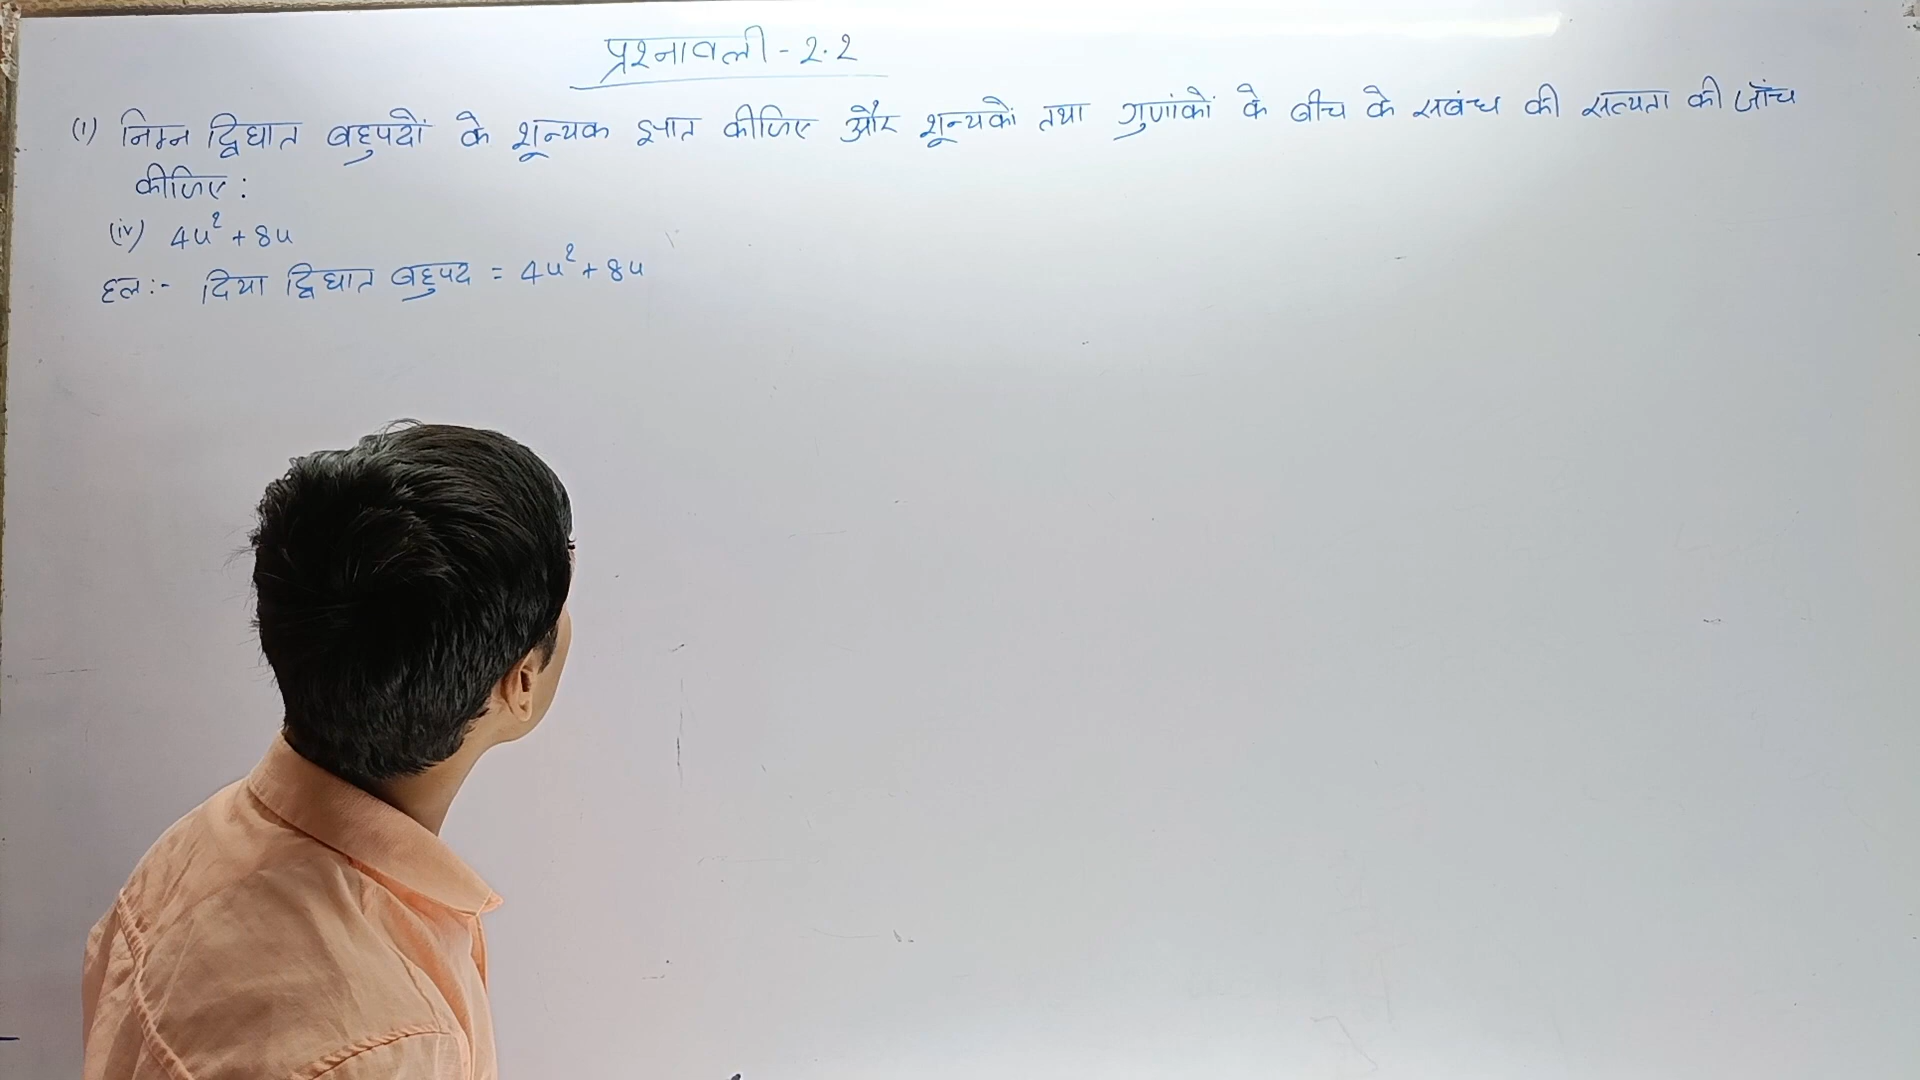 प्रश्नावली - 2.2
(1) निम्न द्विघात बहुपदों के शून्यक ज्ञात कीजिए और शून्यकों तथा गुणांकों के बीच के सबंध की सत्यता की जाँच
कीजिए :
(iv) 4u² + 8u
हल :- दिया द्विघात बहुपद = 4u² + 8u